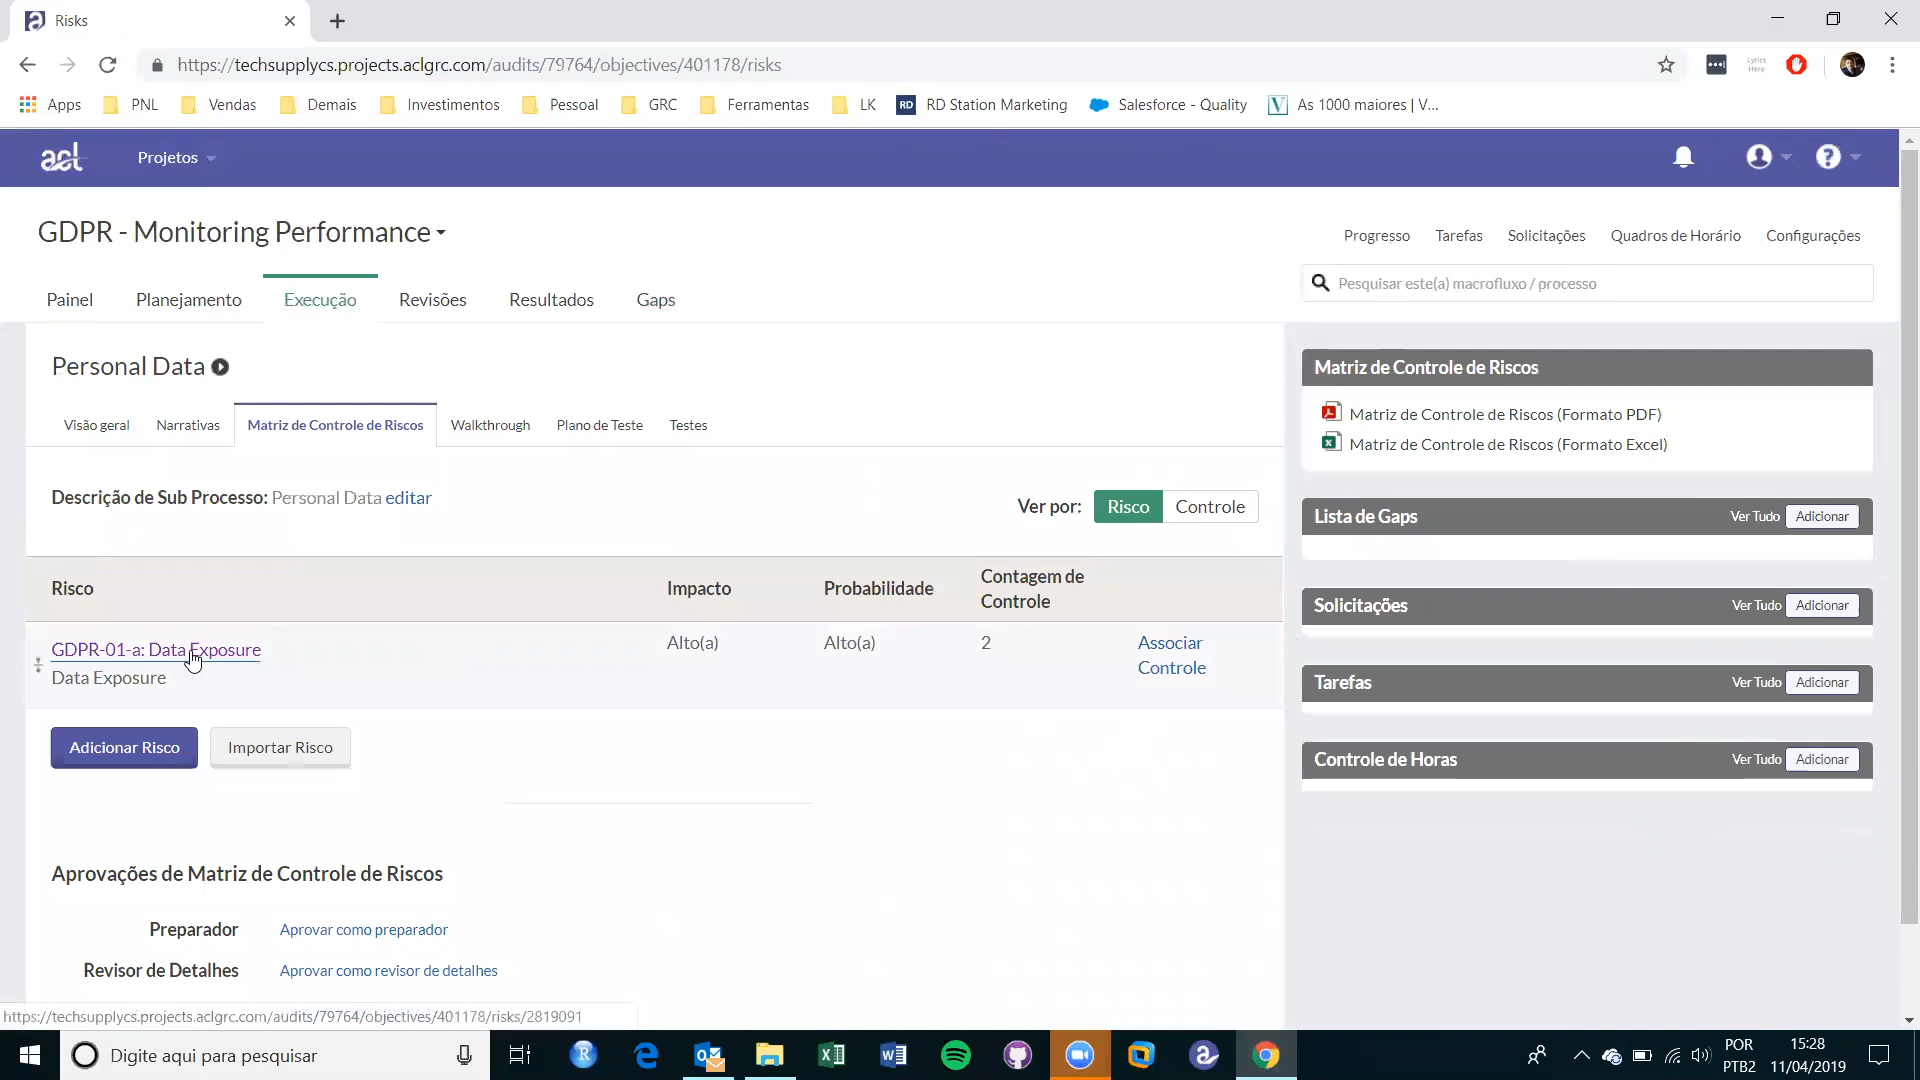 Risks
https://techsupplycs.projects.aclgrc.com/audits/79764/objectives/401178/risks
Apps PNL Vendas Demais Investimentos Pessoal GRC Ferramentas LK RD RD Station Marketing Salesforce - Quality V As 1000 maiores | V...
acl Projetos
GDPR - Monitoring Performance
Progresso Tarefas Solicitações Quadros de Horário Configurações
Pesquisar este(a) macrofluxo / processo
Painel Planejamento Execução Revisões Resultados Gaps
Personal Data
Visão geral Narrativas Matriz de Controle de Riscos Walkthrough Plano de Teste Testes
Descrição de Sub Processo: Personal Data editar
Ver por: Risco Controle
Risco Impacto Probabilidade Contagem de
Controle
GDPR-01-a: Data Exposure Alto(a) Alto(a) 2 Associar
Controle
Data Exposure
Adicionar Risco Importar Risco
Aprovações de Matriz de Controle de Riscos
Preparador Aprovar como preparador
Revisor de Detalhes Aprovar como revisor de detalhes
Matriz de Controle de Riscos
Matriz de Controle de Riscos (Formato PDF)
Matriz de Controle de Riscos (Formato Excel)
Lista de Gaps Ver Tudo Adicionar
Solicitações Ver Tudo Adicionar
Tarefas Ver Tudo Adicionar
Controle de Horas Ver Tudo Adicionar
https://techsupplycs.projects.aclgrc.com/audits/79764/objectives/401178/risks/2819091
Digite aqui para pesquisar
POR
PTB2
15:28
11/04/2019